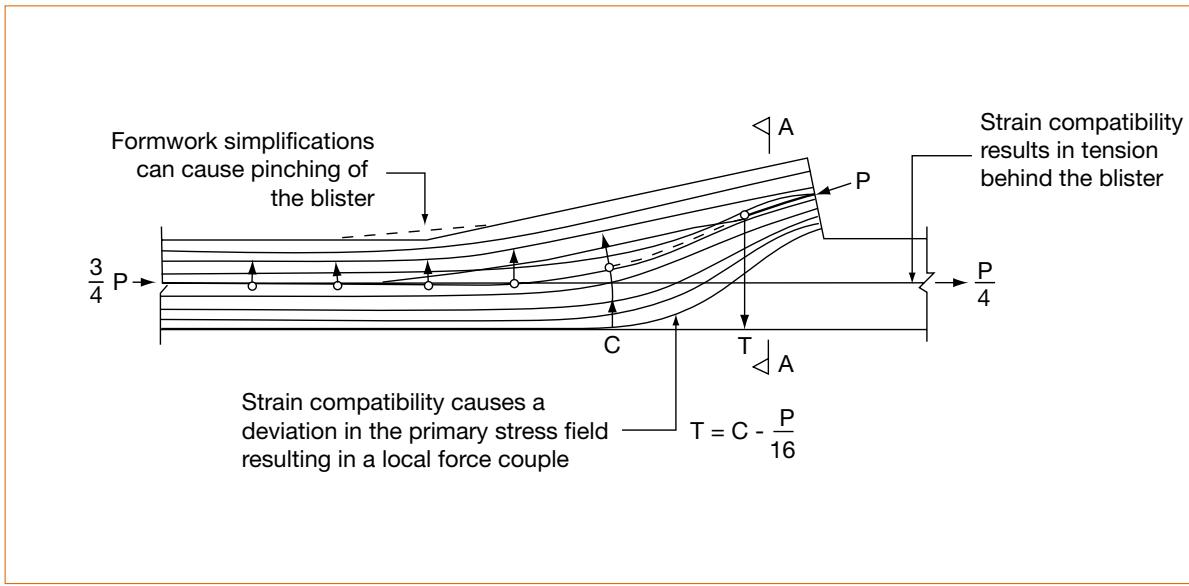 Formwork simplifications
can cause pinching of
the blister
A
Strain compatibility
results in tension
behind the blister
P
3/4 P
P/4
C
T
A
Strain compatibility causes a
deviation in the primary stress field
resulting in a local force couple
T = C - P/16